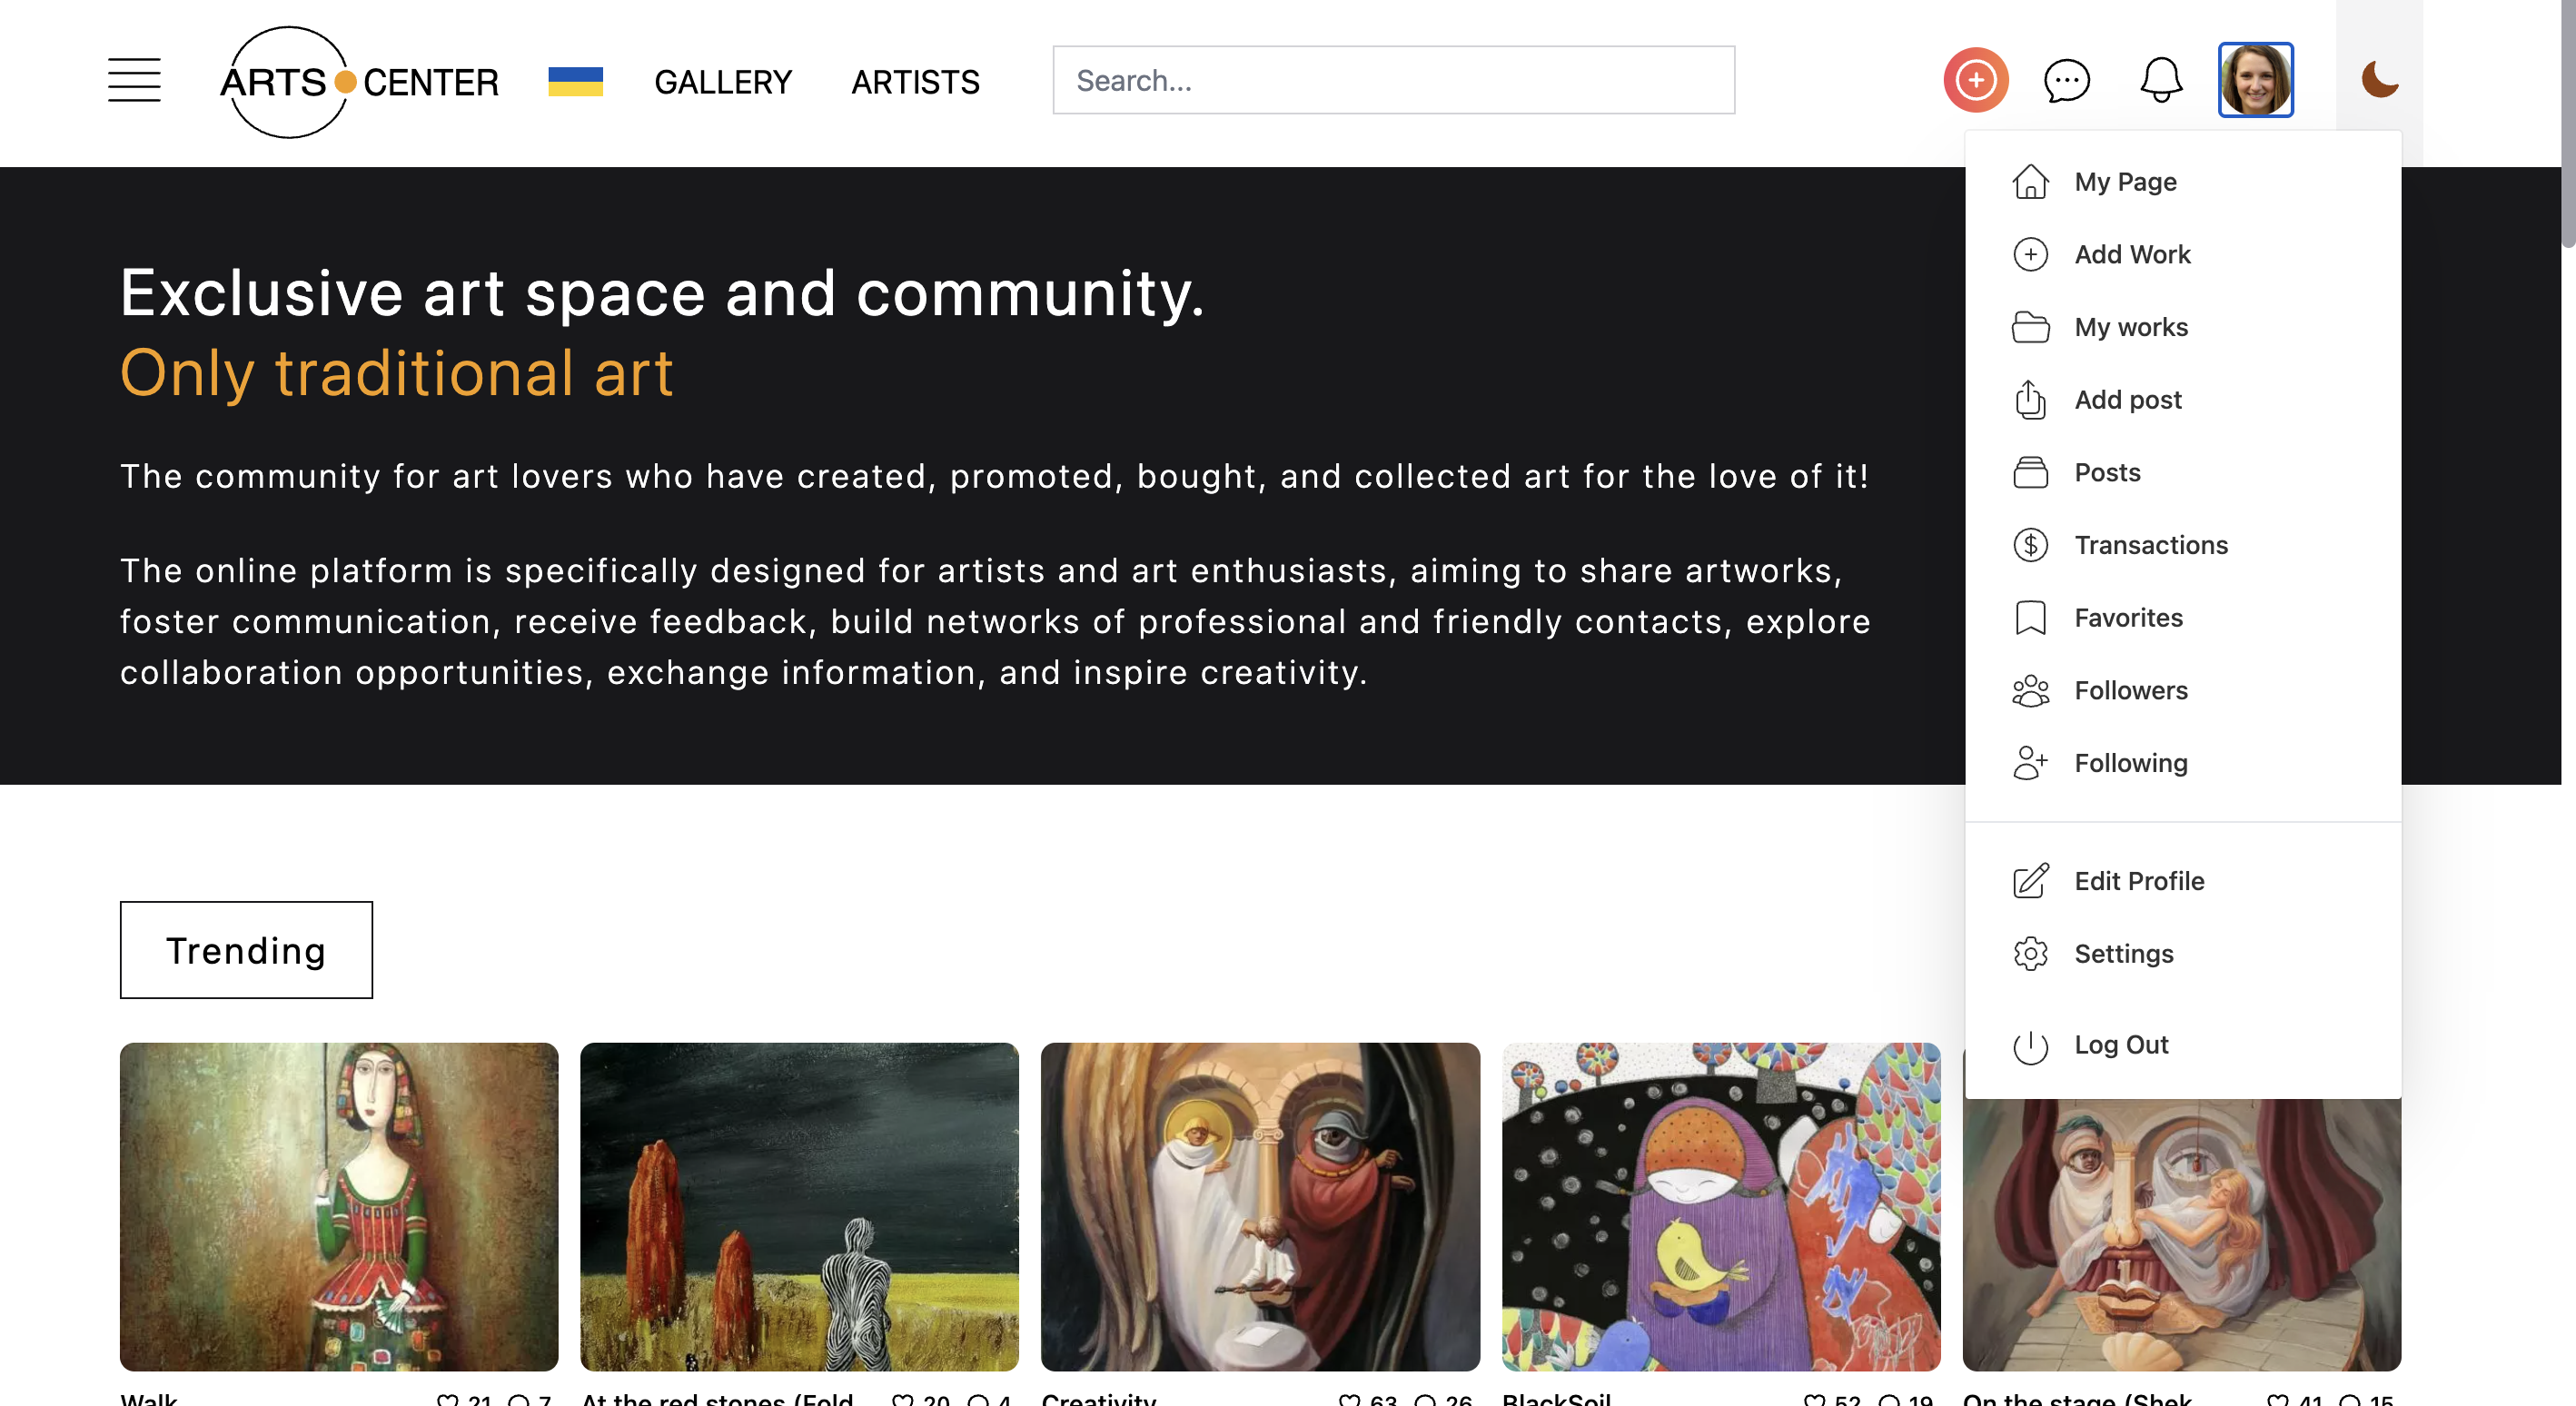 ARTS CENTER
GALLERY
ARTISTS
Search...
My Page
Add Work
My works
Add post
Posts
Transactions
Favorites
Followers
Following
Edit Profile
Settings
Log Out
Exclusive art space and community.
Only traditional art
The community for art lovers who have created, promoted, bought, and collected art for the love of it!
The online platform is specifically designed for artists and art enthusiasts, aiming to share artworks,
foster communication, receive feedback, build networks of professional and friendly contacts, explore
collaboration opportunities, exchange information, and inspire creativity.
Trending
Walk 21 7
At the red stones (Fold 20 4
Creativity 63 26
BlackSoil 52 19
On the stage (Shek 41 15